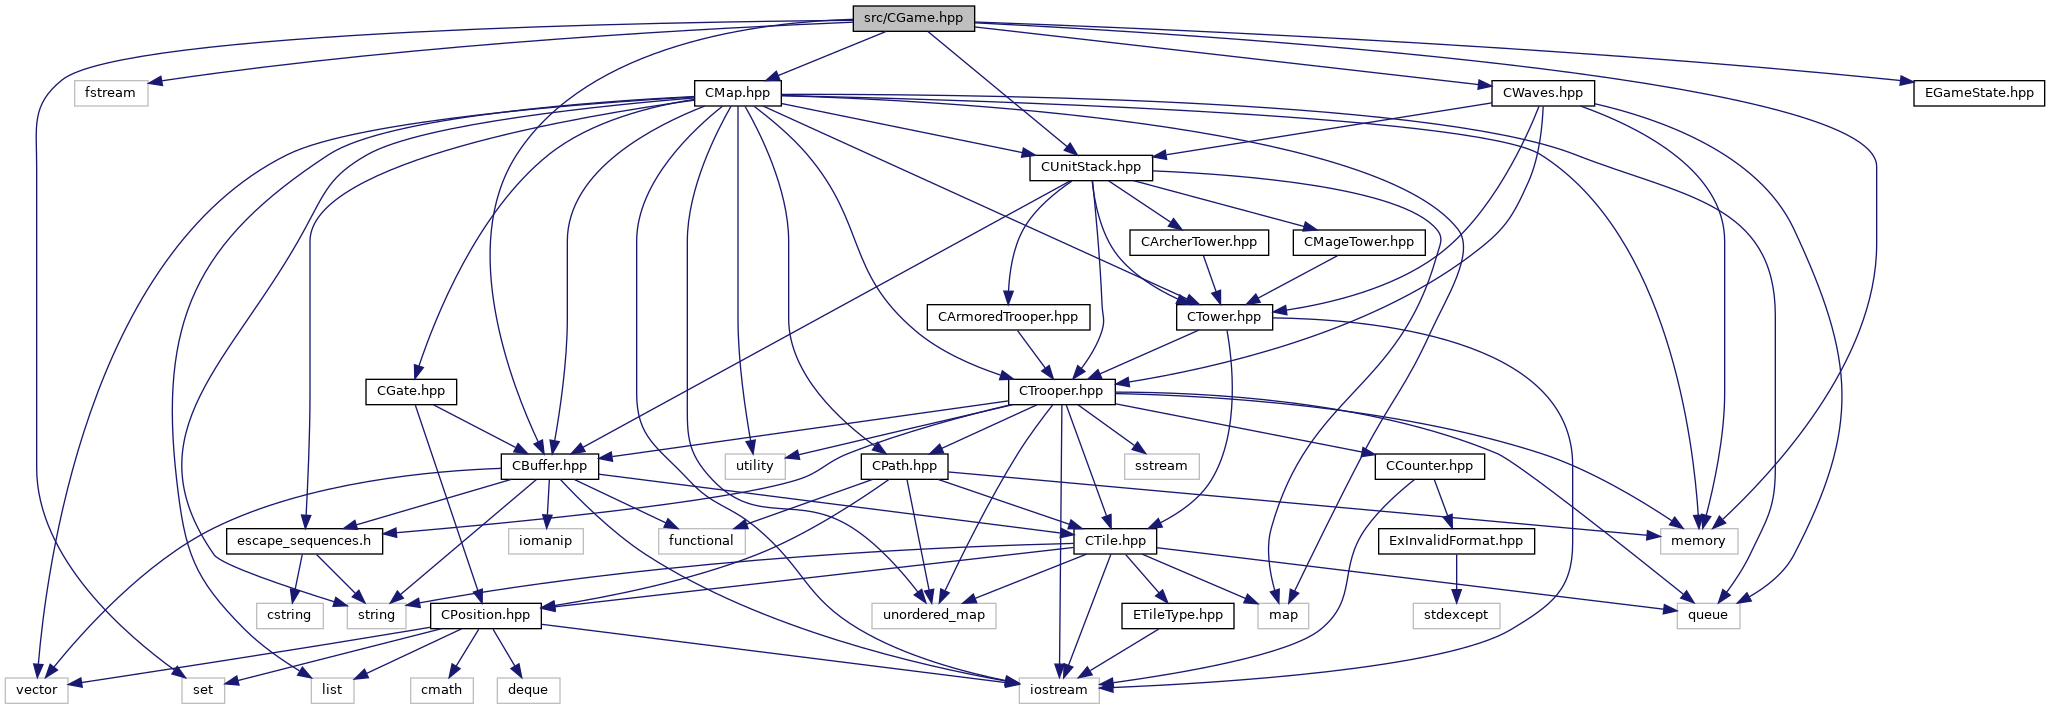 src/CGame.hpp
fstream
CMap.hpp
CWaves.hpp
EGameState.hpp
CUnitStack.hpp
CArcherTower.hpp
CMageTower.hpp
CArmoredTrooper.hpp
CTower.hpp
CGate.hpp
CTrooper.hpp
CBuffer.hpp
utility
CPath.hpp
sstream
CCounter.hpp
escape_sequences.h
iomanip
functional
CTile.hpp
ExInvalidFormat.hpp
memory
cstring
string
CPosition.hpp
unordered_map
ETileType.hpp
map
stdexcept
queue
vector
set
list
cmath
deque
iostream